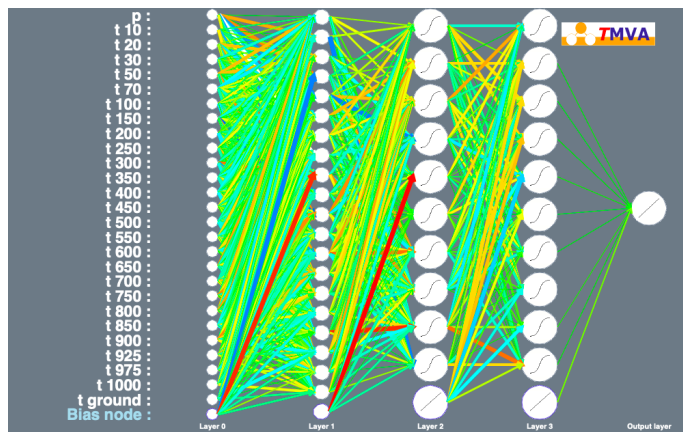 p :
TMVA
t 10 :
t 20 :
t 30 :
t 50 :
t 70 :
t 100 :
t 150 :
t 200 :
t 250 :
t 300 :
t 350 :
t 400 :
t 450 :
t 500 :
t 550 :
t 600 :
t 650 :
t 700 :
t 750 :
t 800 :
t 850 :
t 900 :
t 925 :
t 975 :
t 1000 :
t ground :
Bias node :
Layer 0 Layer 1 Layer 2 Layer 3 Output layer